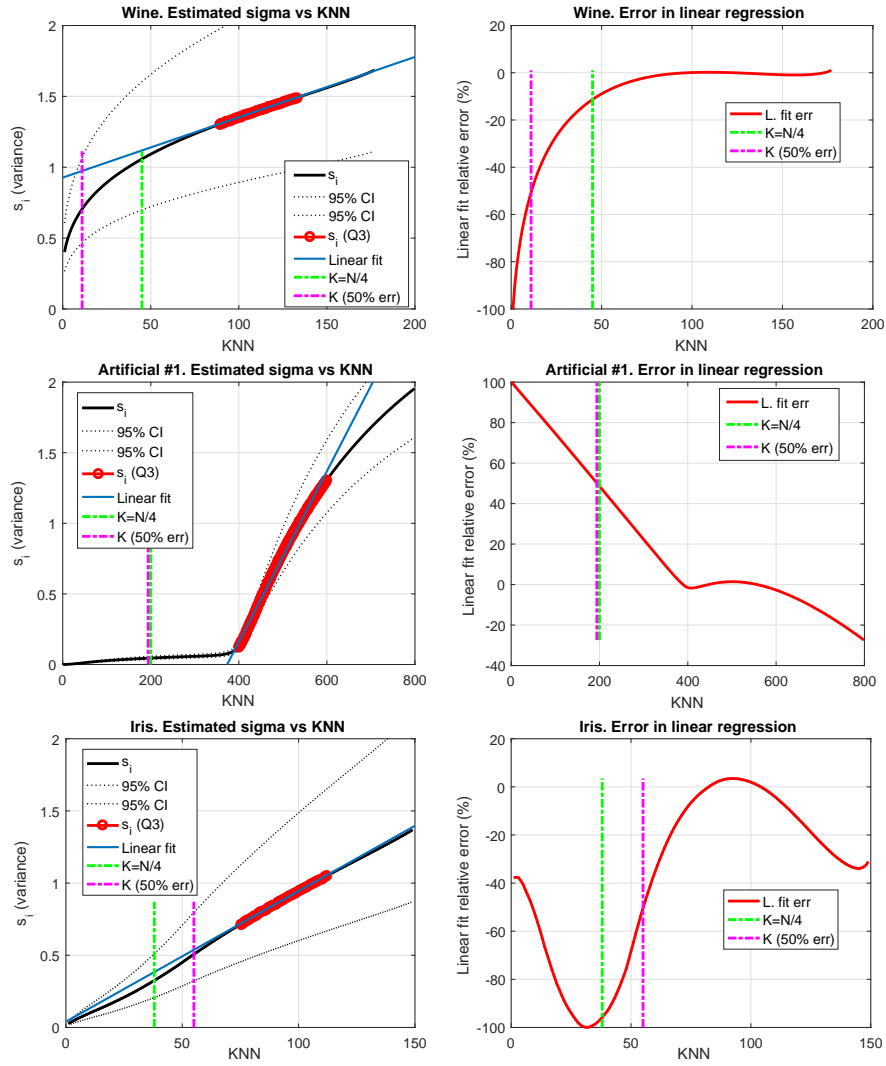 Wine. Estimated sigma vs KNN
2
1.5
1
0.5
0
s_i (variance)
s_i
95% CI
95% CI
s_i (Q3)
Linear fit
K=N/4
K (50% err)
0 50 100 150 200
KNN
Wine. Error in linear regression
20
0
-20
-40
-60
-80
-100
Linear fit relative error (%)
L. fit err
K=N/4
K (50% err)
0 50 100 150 200
KNN
Artificial #1. Estimated sigma vs KNN
2
1.5
1
0.5
0
s_i (variance)
s_i
95% CI
95% CI
s_i (Q3)
Linear fit
K=N/4
K (50% err)
0 200 400 600 800
KNN
Artificial #1. Error in linear regression
100
80
60
40
20
0
-20
-40
Linear fit relative error (%)
L. fit err
K=N/4
K (50% err)
0 200 400 600 800
KNN
Iris. Estimated sigma vs KNN
2
1.5
1
0.5
0
s_i (variance)
s_i
95% CI
95% CI
s_i (Q3)
Linear fit
K=N/4
K (50% err)
0 50 100 150
KNN
Iris. Error in linear regression
20
0
-20
-40
-60
-80
-100
Linear fit relative error (%)
L. fit err
K=N/4
K (50% err)
0 50 100 150
KNN